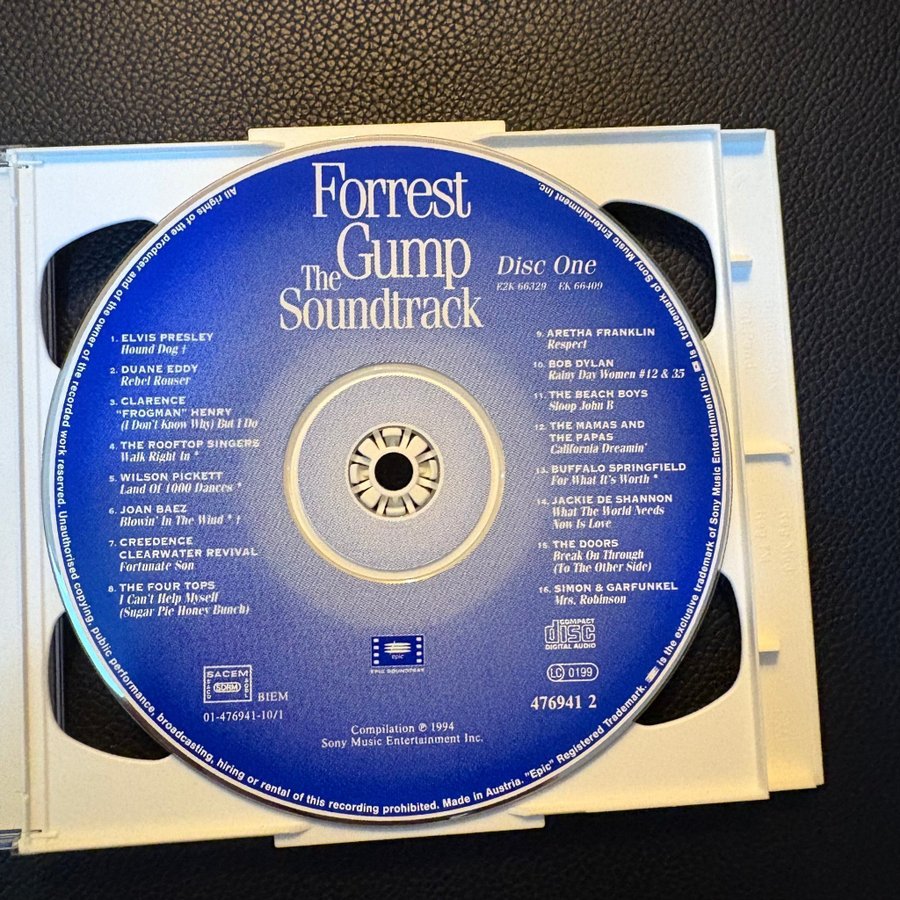 Forrest
Gump
The
Soundtrack
Disc One
E2K 66329 EK 66409
1. ELVIS PRESLEY
Hound Dog †
2. DUANE EDDY
Rebel Rouser
3. CLARENCE
"FROGMAN" HENRY
(I Don't Know Why) But I Do
4. THE ROOFTOP SINGERS
Walk Right In *
5. WILSON PICKETT
Land Of 1000 Dances *
6. JOAN BAEZ
Blowin' In The Wind * †
7. CREEDENCE
CLEARWATER REVIVAL
Fortunate Son
8. THE FOUR TOPS
I Can't Help Myself
(Sugar Pie Honey Bunch)
9. ARETHA FRANKLIN
Respect
10. BOB DYLAN
Rainy Day Women #12 & 35
11. THE BEACH BOYS
Sloop John B
12. THE MAMAS AND
THE PAPAS
California Dreamin'
13. BUFFALO SPRINGFIELD
For What It's Worth *
14. JACKIE DE SHANNON
What The World Needs
Now Is Love
15. THE DOORS
Break On Through
(To The Other Side)
16. SIMON & GARFUNKEL
Mrs. Robinson
SACEM
SDRM
BIEM
01-476941-10/1
epic
EPIC SOUNDTRAX
COMPACT
disc
DIGITAL AUDIO
LC 0199
476941 2
Compilation ℗ 1994
Sony Music Entertainment Inc.
All rights of the producer and of the owner of the recorded work reserved. Unauthorised copying, public performance, broadcasting, hiring or rental of this recording prohibited. Made in Austria. "Epic" Registered Trademark. is the exclusive trademark of Sony Music Entertainment Inc. is a trademark of Sony Music Entertainment Inc.